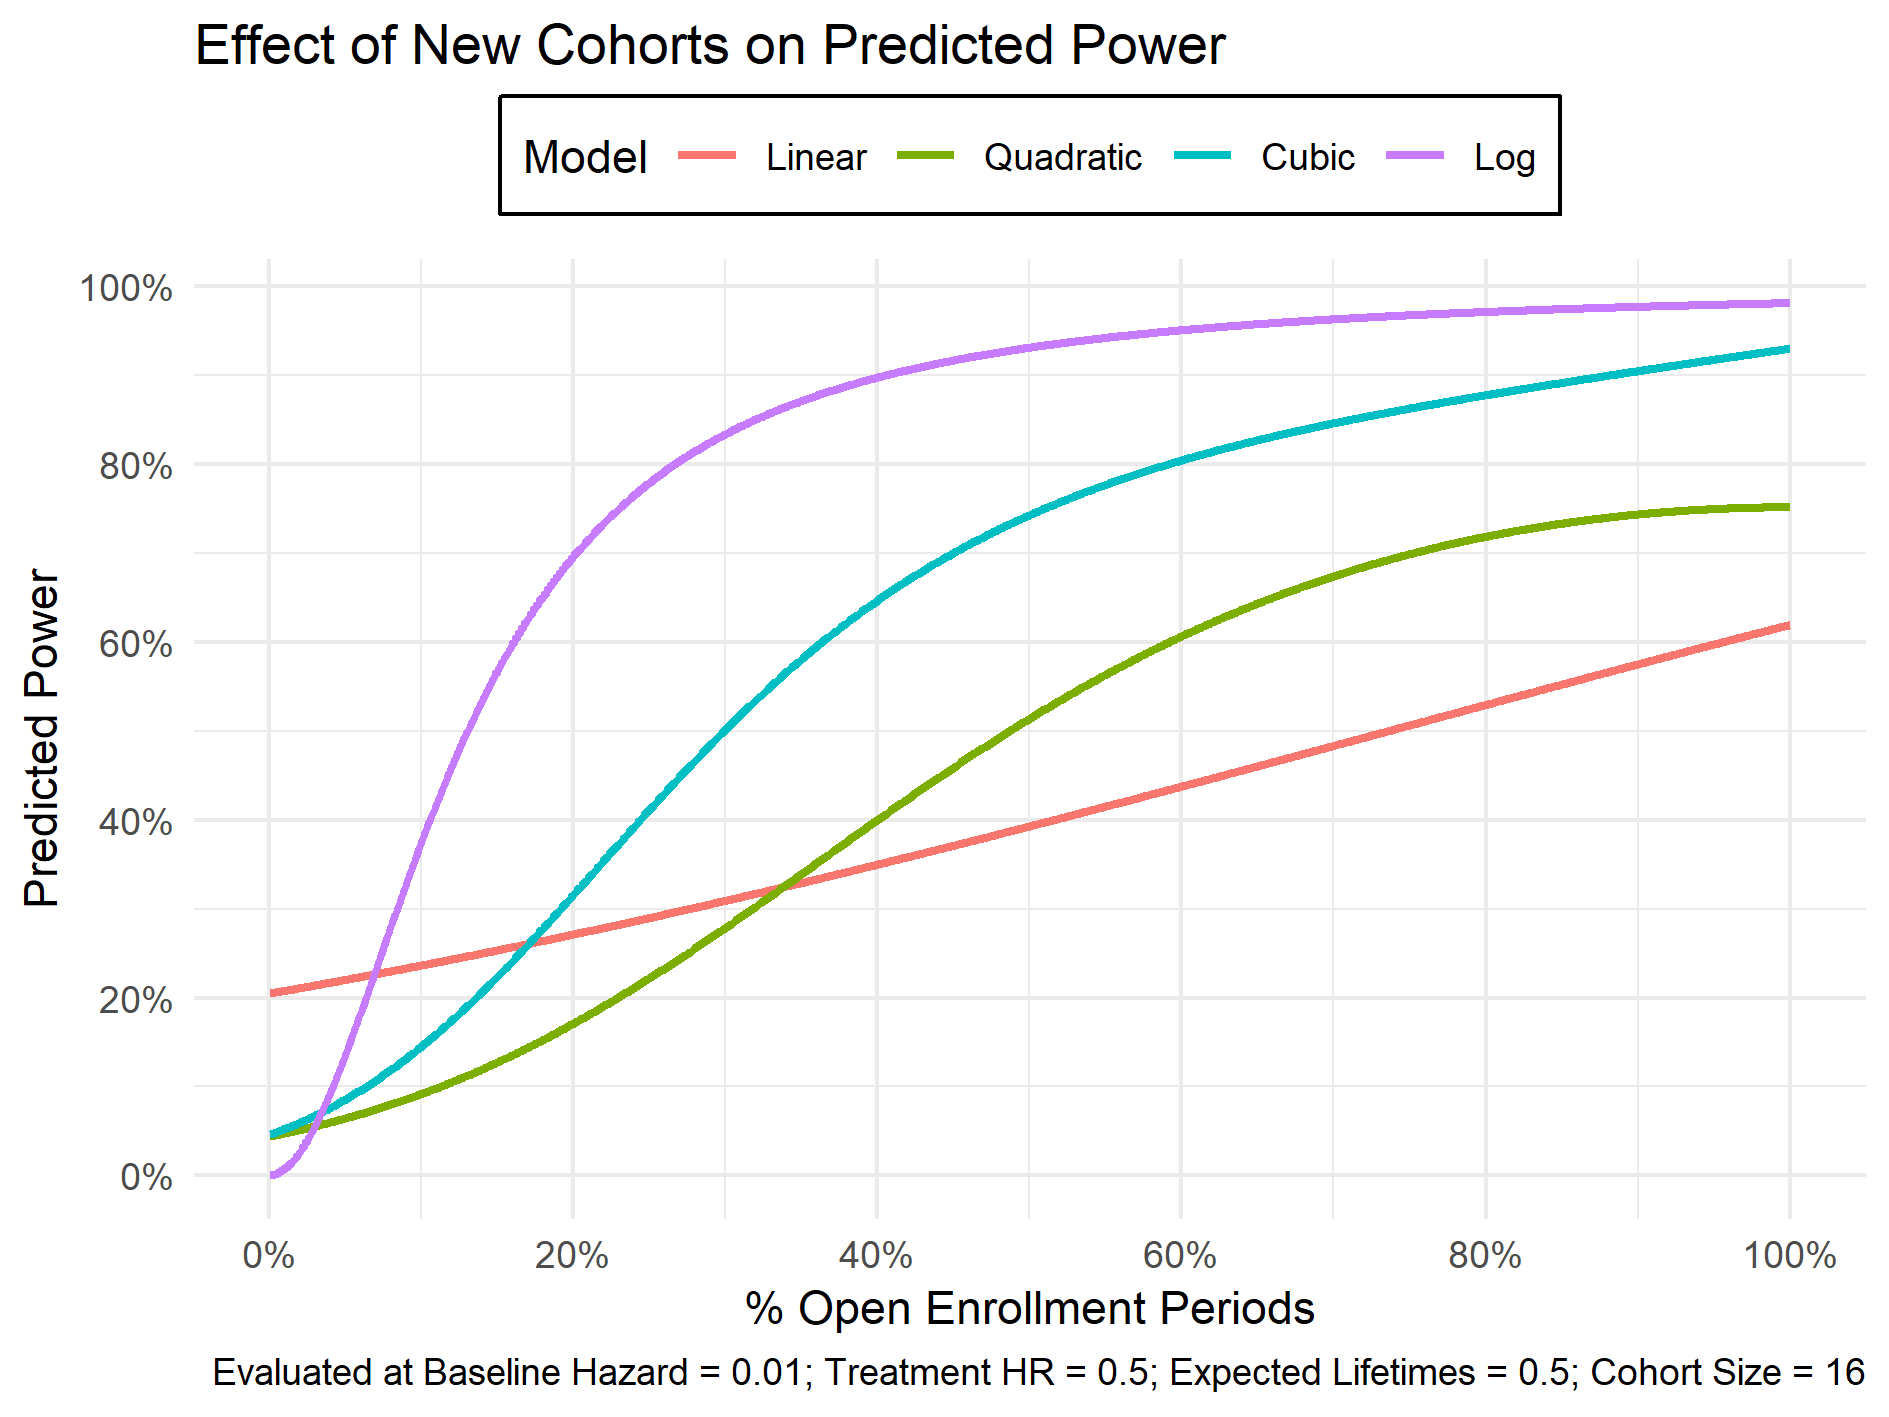 Effect of New Cohorts on Predicted Power
Model Linear Quadratic Cubic Log
Predicted Power
100%
80%
60%
40%
20%
0%
0% 20% 40% 60% 80% 100%
% Open Enrollment Periods
Evaluated at Baseline Hazard = 0.01; Treatment HR = 0.5; Expected Lifetimes = 0.5; Cohort Size = 16